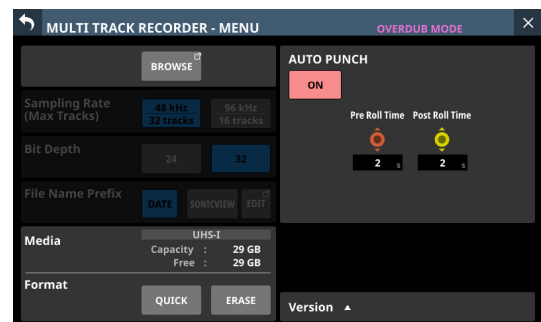 MULTI TRACK RECORDER - MENU
OVERDUB MODE
BROWSE
Sampling Rate
(Max Tracks)
48 kHz
32 tracks
96 kHz
16 tracks
Bit Depth
24
32
File Name Prefix
DATE
SONICVIEW
EDIT
Media
UHS-I
Capacity : 29 GB
Free : 29 GB
Format
QUICK
ERASE
AUTO PUNCH
ON
Pre Roll Time
Post Roll Time
2 s
2 s
Version ▲